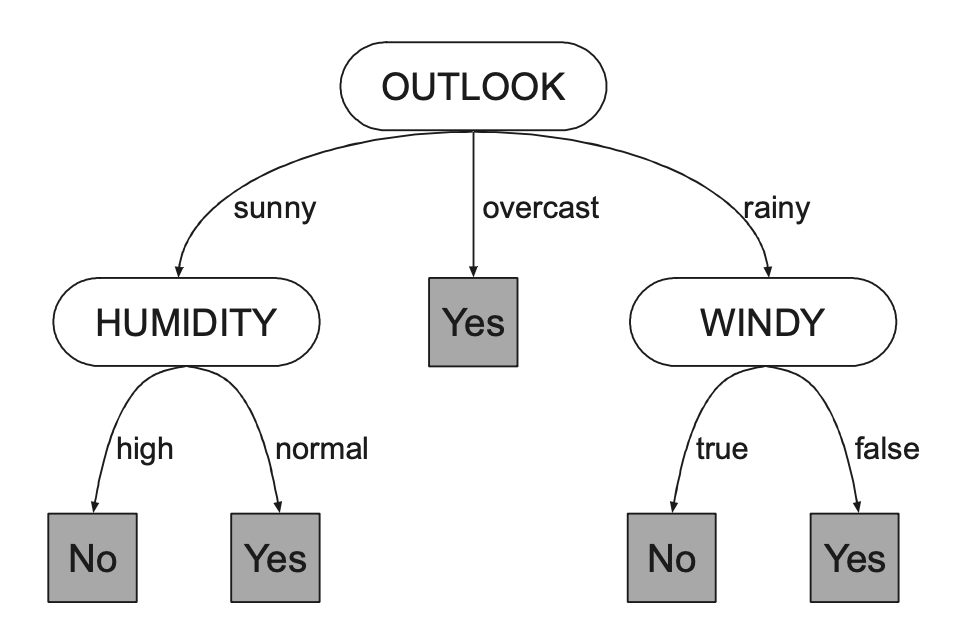 OUTLOOK
sunny
overcast
rainy
HUMIDITY
Yes
WINDY
high
normal
true
false
No
Yes
No
Yes